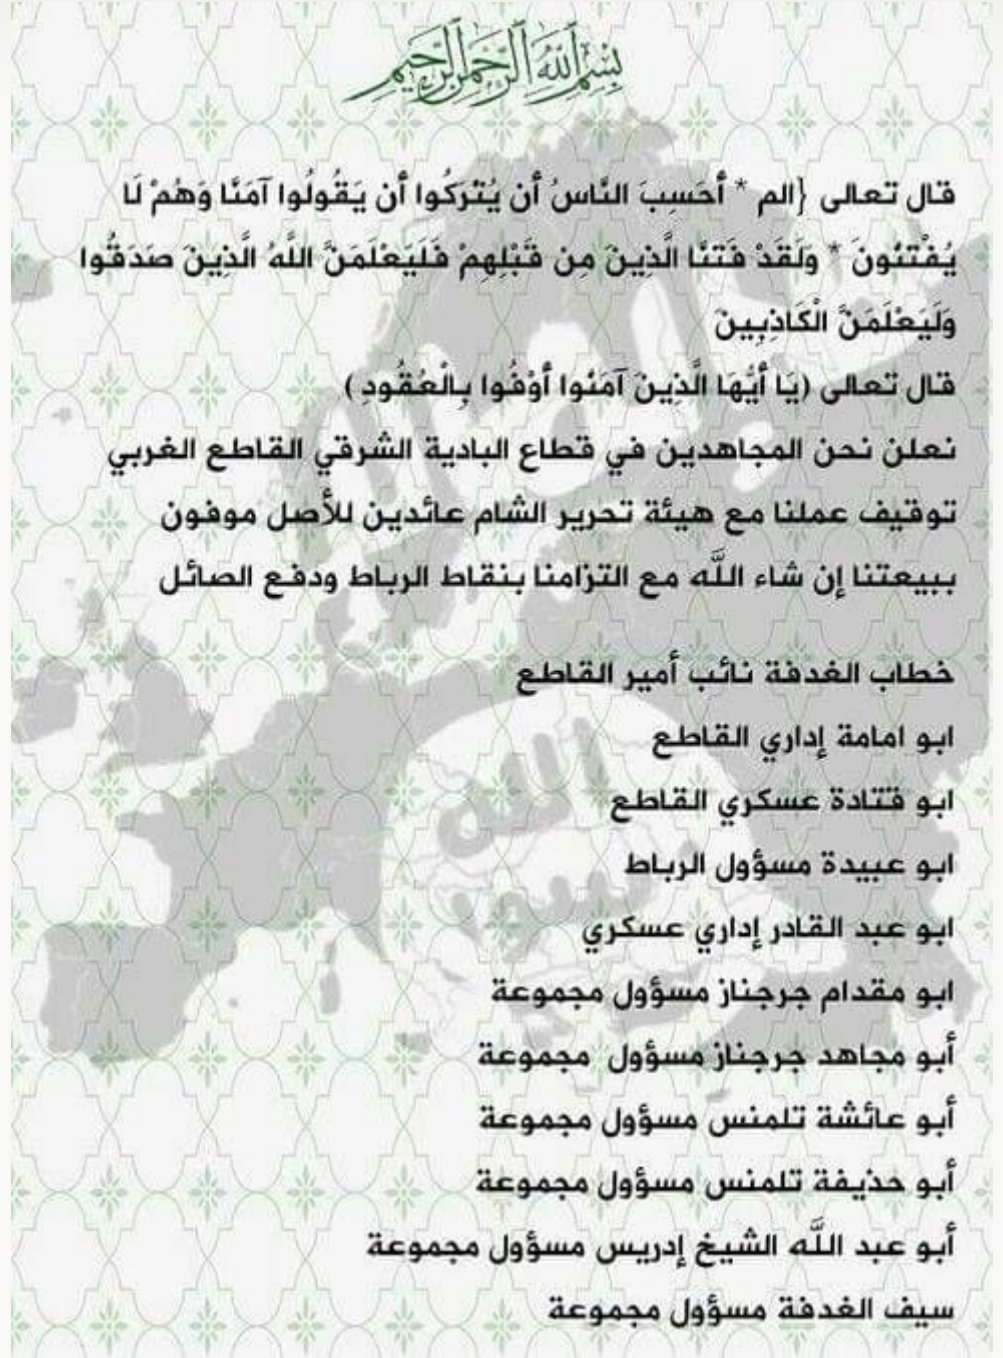 بسم الله الرحمن الرحيم
قال تعالى {الم * أَحَسِبَ النَّاسُ أَن يُتْرَكُوا أَن يَقُولُوا آمَنَّا وَهُمْ لَا
يُفْتَنُونَ * وَلَقَدْ فَتَنَّا الَّذِينَ مِن قَبْلِهِمْ فَلَيَعْلَمَنَّ اللَّهُ الَّذِينَ صَدَقُوا
وَلَيَعْلَمَنَّ الْكَاذِبِينَ
قال تعالى (يَا أَيُّهَا الَّذِينَ آمَنُوا أَوْفُوا بِالْعُقُودِ )
نعلن نحن المجاهدين في قطاع البادية الشرقي القاطع الغربي
توقيف عملنا مع هيئة تحرير الشام عائدين للأصل موفون
ببيعتنا إن شاء اللَّه مع التزامنا بنقاط الرباط ودفع الصائل
خطاب الغدفة نائب أمير القاطع
ابو امامة إداري القاطع
ابو قتادة عسكري القاطع
ابو عبيدة مسؤول الرباط
ابو عبد القادر إداري عسكري
ابو مقدام جرجناز مسؤول مجموعة
أبو مجاهد جرجناز مسؤول مجموعة
أبو عائشة تلمنس مسؤول مجموعة
أبو حذيفة تلمنس مسؤول مجموعة
أبو عبد اللَّه الشيخ إدريس مسؤول مجموعة
سيف الغدفة مسؤول مجموعة
الله
رسول